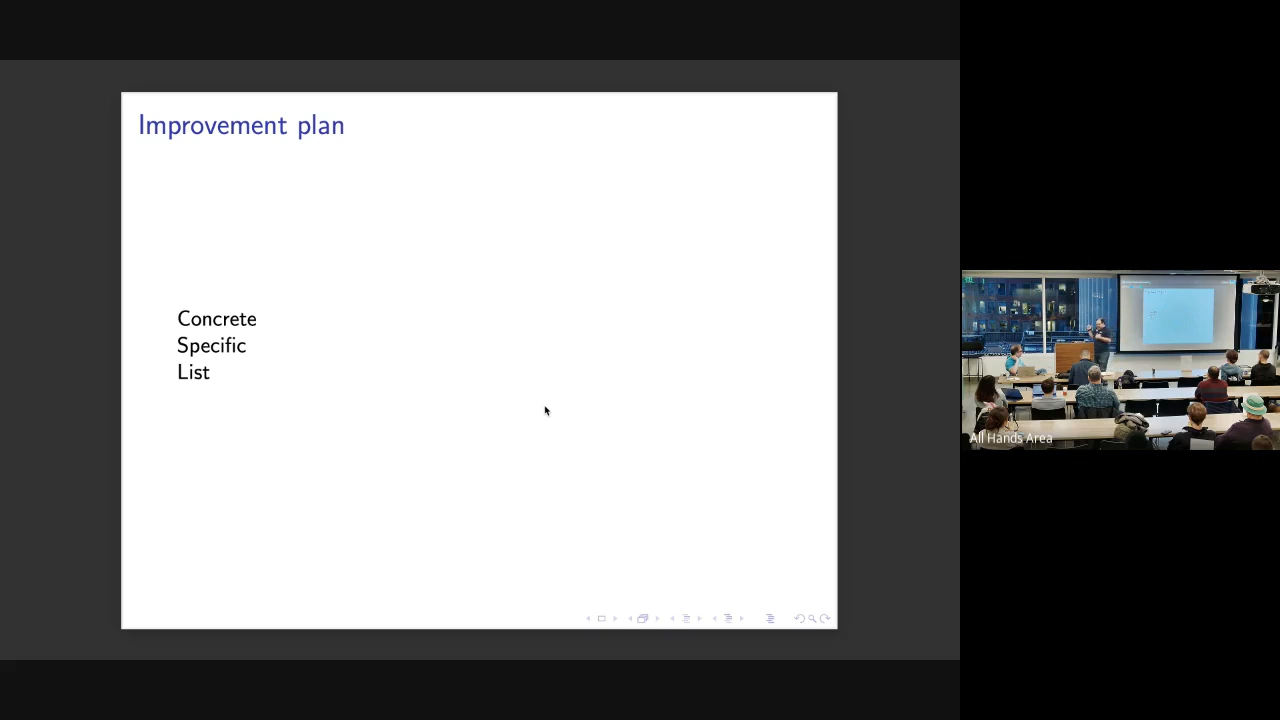 Improvement plan
Concrete
Specific
List
All Hands Area